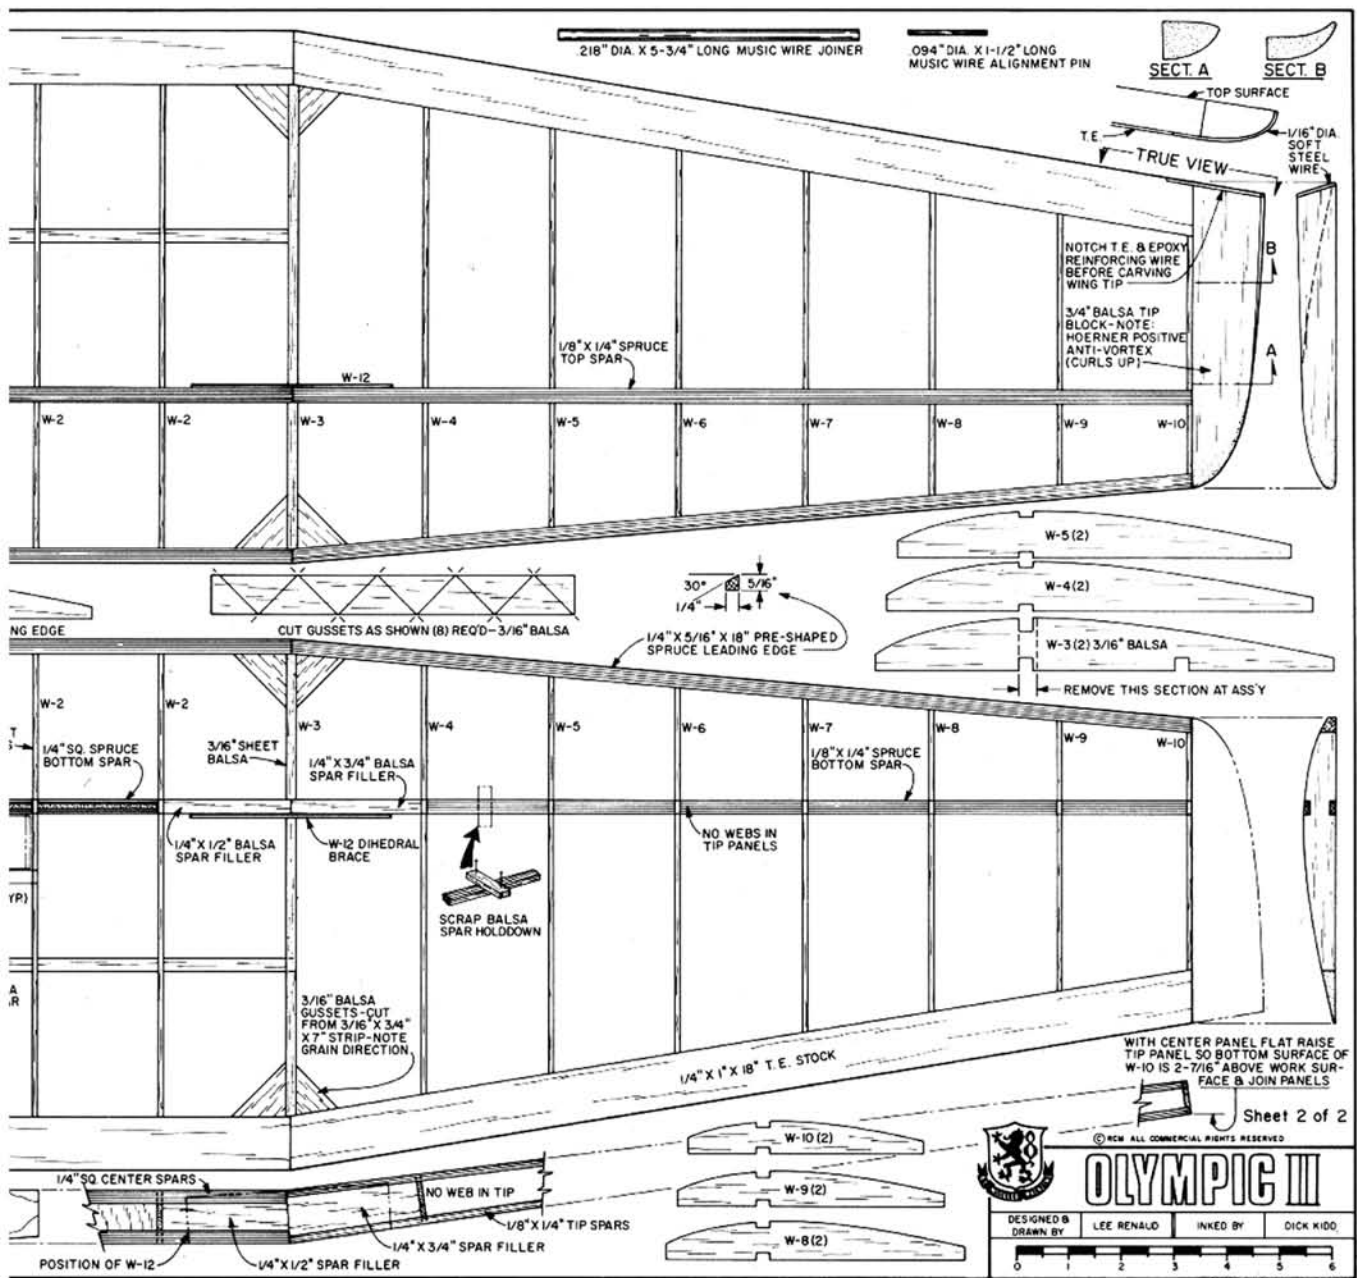 .218" DIA. X 5-3/4" LONG MUSIC WIRE JOINER
.094" DIA. X 1-1/2" LONG
MUSIC WIRE ALIGNMENT PIN
SECT. A
SECT. B
TOP SURFACE
T.E.
1/16" DIA.
SOFT
STEEL
WIRE
TRUE VIEW
NOTCH T.E. & EPOXY
REINFORCING WIRE
BEFORE CARVING
WING TIP
B
3/4" BALSA TIP
BLOCK-NOTE:
HOERNER POSITIVE
ANTI-VORTEX
(CURLS UP)
A
1/8" X 1/4" SPRUCE
TOP SPAR
W-12
W-2
W-2
W-3
W-4
W-5
W-6
W-7
W-8
W-9
W-10
W-5 (2)
W-4 (2)
W-3 (2) 3/16" BALSA
REMOVE THIS SECTION AT ASS'Y
NG EDGE
CUT GUSSETS AS SHOWN (8) REQ'D-3/16" BALSA
30°
5/16"
1/4"
1/4" X 5/16" X 18" PRE-SHAPED
SPRUCE LEADING EDGE
W-2
W-2
W-3
W-4
W-5
W-6
W-7
W-8
W-9
W-10
1/4" SQ. SPRUCE
BOTTOM SPAR
3/16" SHEET
BALSA
1/4" X 3/4" BALSA
SPAR FILLER
1/8" X 1/4" SPRUCE
BOTTOM SPAR
1/4" X 1/2" BALSA
SPAR FILLER
W-12 DIHEDRAL
BRACE
NO WEBS IN
TIP PANELS
YP.)
SCRAP BALSA
SPAR HOLDDOWN
3/16" BALSA
GUSSETS-CUT
FROM 3/16" X 3/4"
X 7" STRIP-NOTE
GRAIN DIRECTION
1/4" X 1" X 18" T.E. STOCK
WITH CENTER PANEL FLAT RAISE
TIP PANEL SO BOTTOM SURFACE OF
W-10 IS 2-7/16" ABOVE WORK SUR-
FACE & JOIN PANELS
Sheet 2 of 2
1/4" SQ. CENTER SPARS
NO WEB IN TIP
1/8" X 1/4" TIP SPARS
1/4" X 3/4" SPAR FILLER
POSITION OF W-12
1/4" X 1/2" SPAR FILLER
W-10 (2)
W-9 (2)
W-8 (2)
© RCM ALL COMMERCIAL RIGHTS RESERVED
OLYMPIC III
DESIGNED & DRAWN BY
LEE RENAUD
INKED BY
DICK KIDD
0 1 2 3 4 5 6